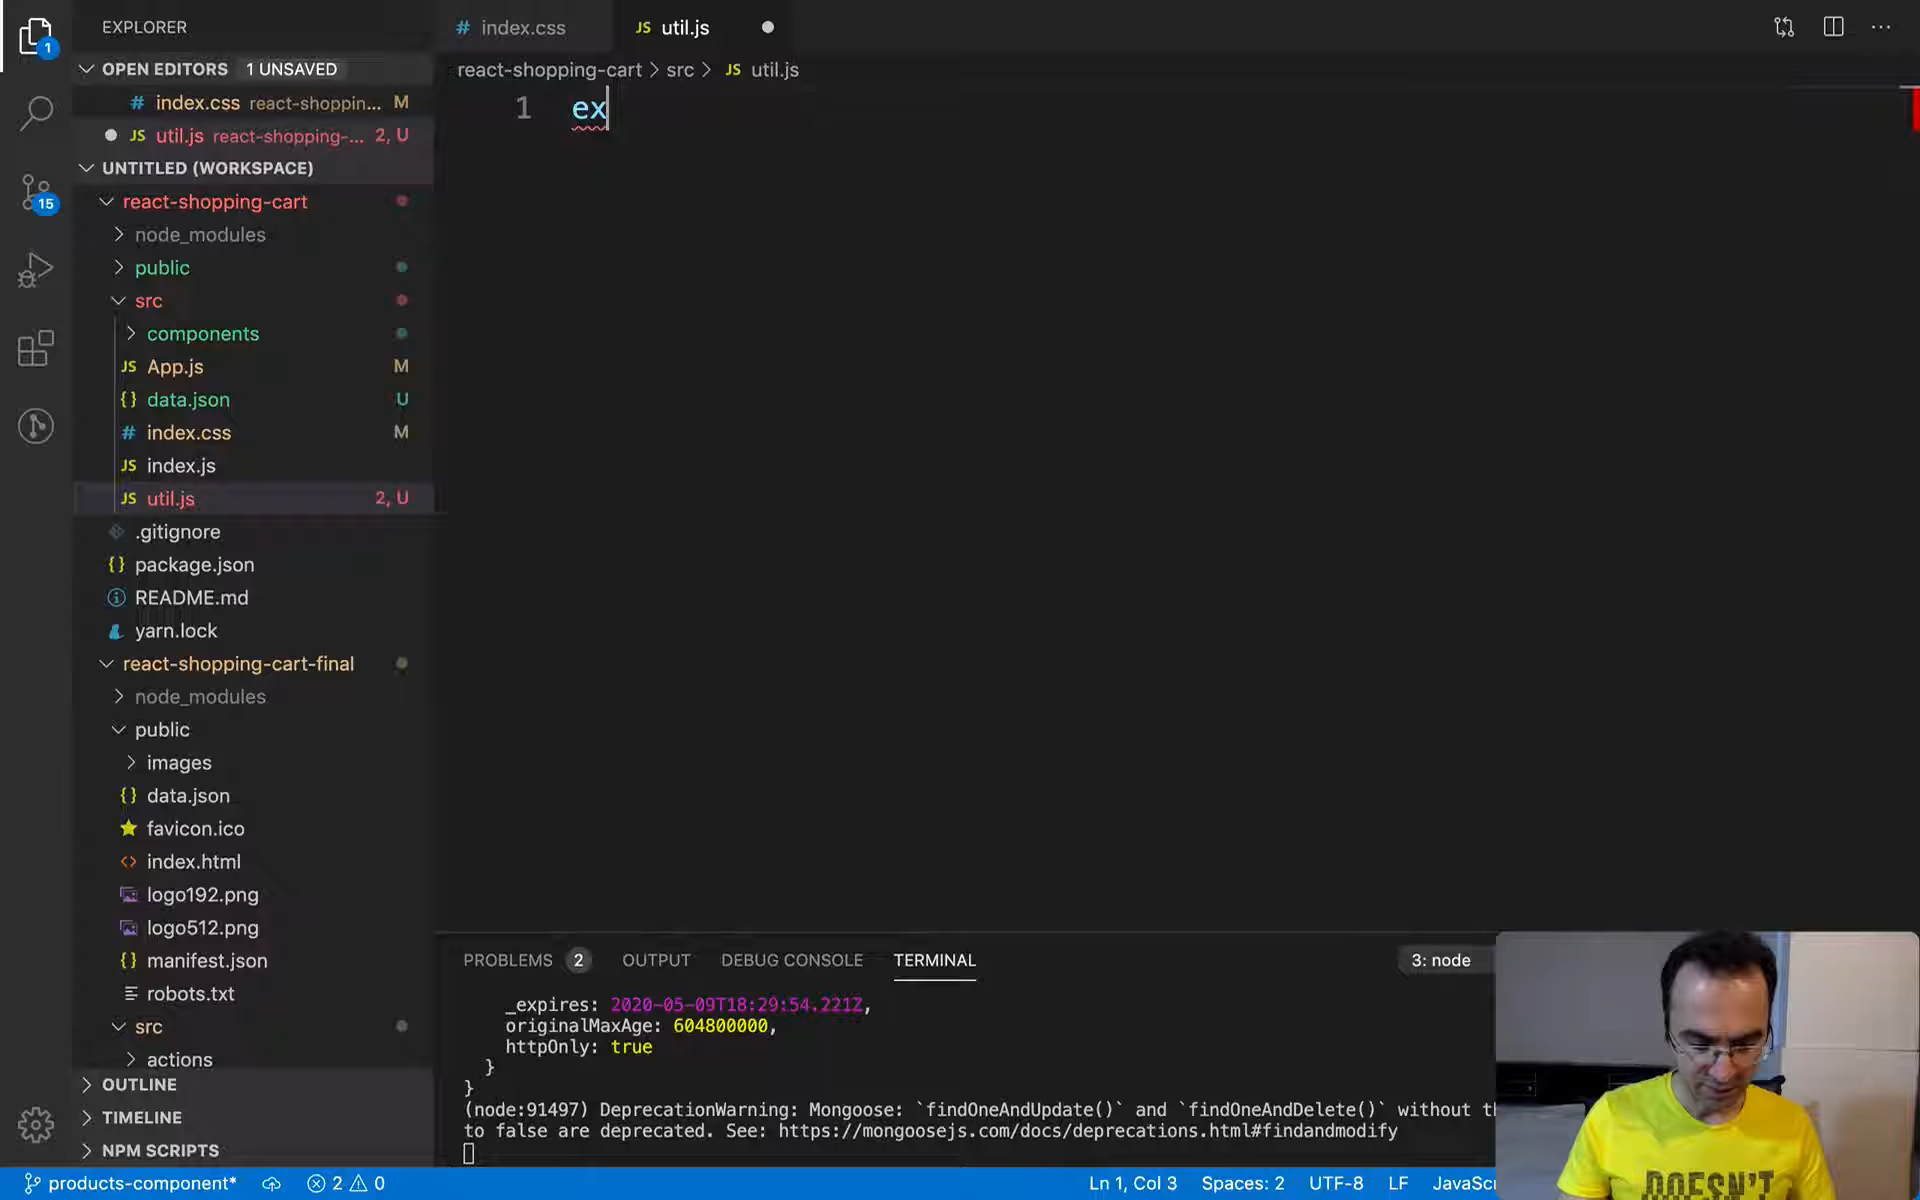 EXPLORER
OPEN EDITORS 1 UNSAVED
# index.css react-shoppin... M
JS util.js react-shopping-... 2, U
UNTITLED (WORKSPACE)
react-shopping-cart
node_modules
public
src
components
JS App.js M
{} data.json U
# index.css M
JS index.js
JS util.js 2, U
.gitignore
{} package.json
README.md
yarn.lock
react-shopping-cart-final
node_modules
public
images
{} data.json
favicon.ico
<> index.html
logo192.png
logo512.png
{} manifest.json
robots.txt
src
actions
OUTLINE
TIMELINE
NPM SCRIPTS
1
15
# index.css
JS util.js
react-shopping-cart > src > JS util.js
1 ex
PROBLEMS 2 OUTPUT DEBUG CONSOLE TERMINAL 3: node
_expires: 2020-05-09T18:29:54.221Z,
originalMaxAge: 604800000,
httpOnly: true
}
}
(node:91497) DeprecationWarning: Mongoose: `findOneAndUpdate()` and `findOneAndDelete()` without th
to false are deprecated. See: https://mongoosejs.com/docs/deprecations.html#findandmodify
DOESN'T
products-component* 2 0 Ln 1, Col 3 Spaces: 2 UTF-8 LF JavaScr